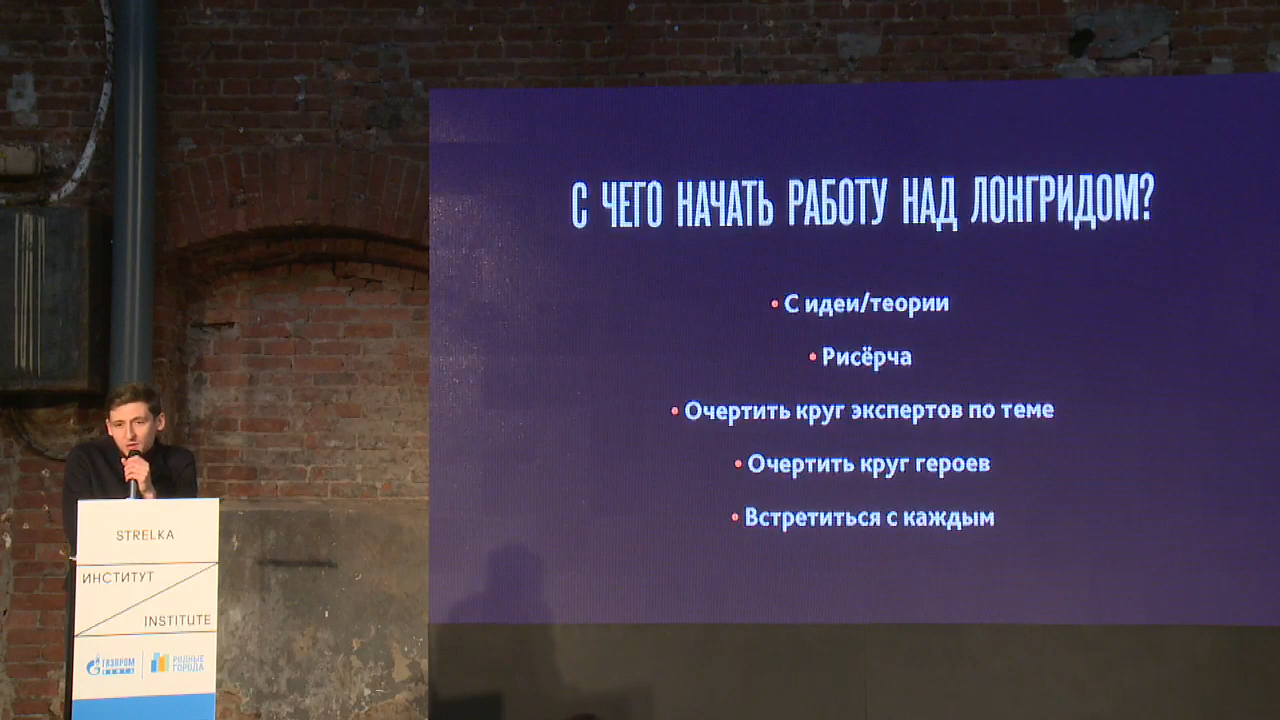 С ЧЕГО НАЧАТЬ РАБОТУ НАД ЛОНГРИДОМ?
• С идеи/теории
• Рисёрча
• Очертить круг экспертов по теме
• Очертить круг героев
• Встретиться с каждым
STRELKA
ИНСТИТУТ
INSTITUTE
ГАЗПРОМ
НЕФТЬ
РОДНЫЕ
ГОРОДА